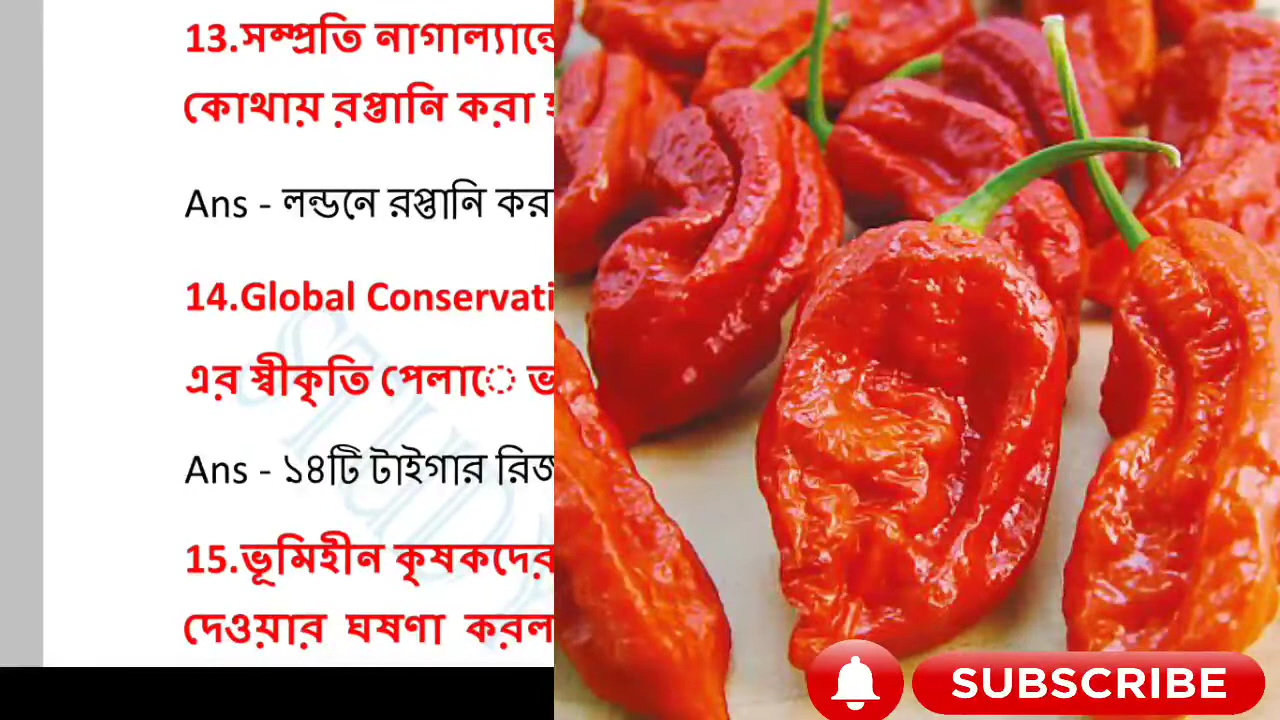 13.সম্প্রতি নাগাল্যান্ডে
কোথায় রপ্তানি করা
Ans - লন্ডনে রপ্তানি কর
14.Global Conservati
এর স্বীকৃতি পেলাে ভ
Ans - ১৪টি টাইগার রিজ
15.ভূমিহীন কৃষকদের
দেওয়ার ঘষণা করল
STUDY
SUBSCRIBE